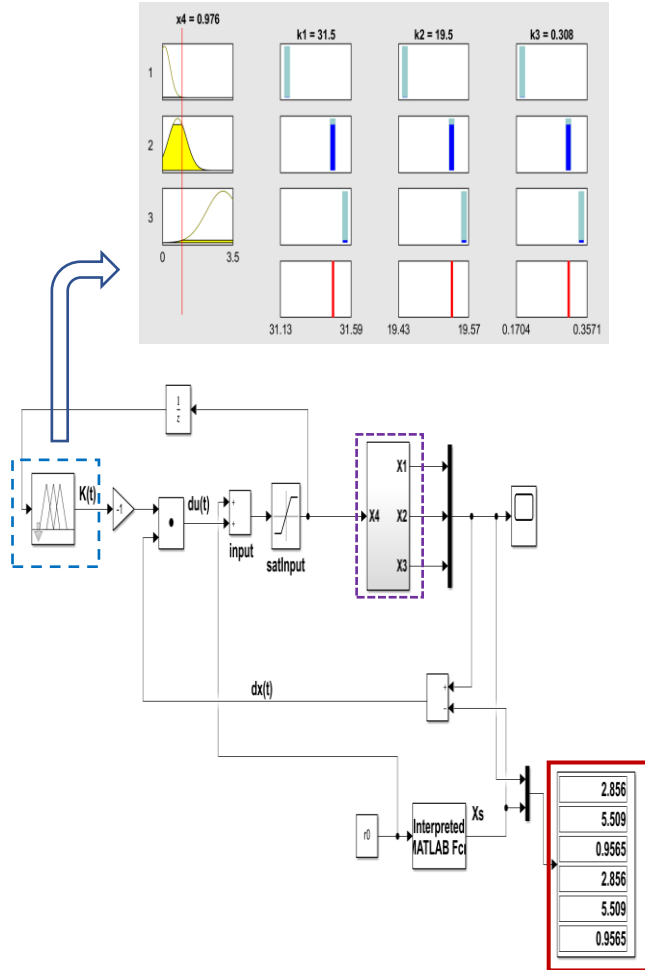 x4 = 0.976
k1 = 31.5
k2 = 19.5
k3 = 0.308
1
2
3
0 3.5
31.13 31.59
19.43 19.57
0.1704 0.3571
1
z
K(t)
-1
du(t)
+
+
input
satInput
X4
X1
X2
X3
dx(t)
+
−
r0
Interpreted
MATLAB Fcn
Xs
2.856
5.509
0.9565
2.856
5.509
0.9565